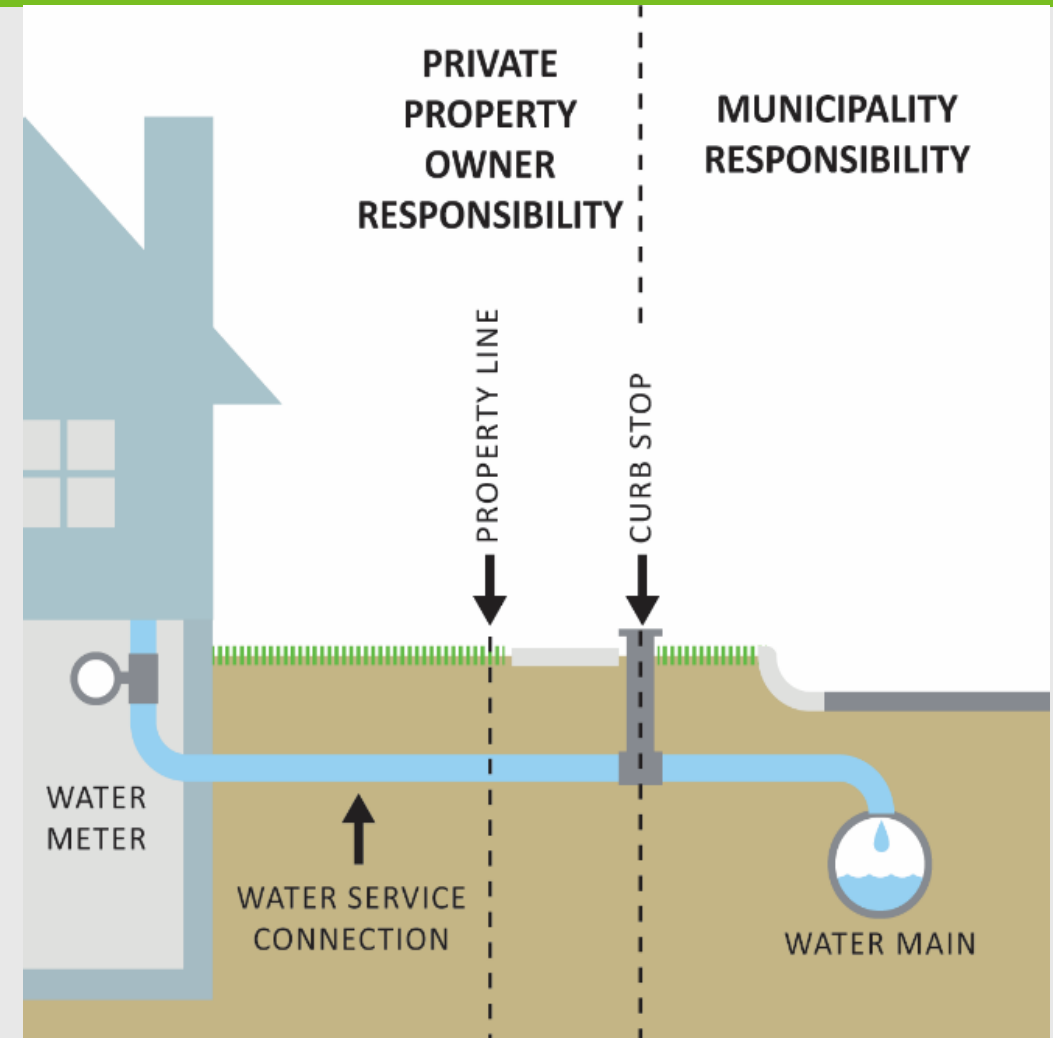 PRIVATE
PROPERTY
OWNER
RESPONSIBILITY
MUNICIPALITY
RESPONSIBILITY
PROPERTY LINE
CURB STOP
WATER
METER
WATER SERVICE
CONNECTION
WATER MAIN